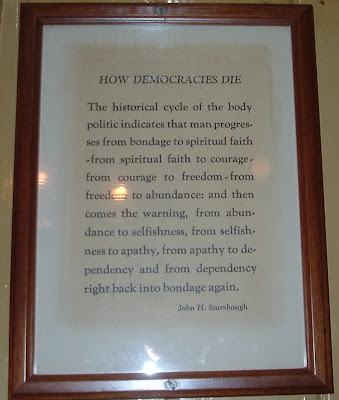 HOW DEMOCRACIES DIE
The historical cycle of the body
politic indicates that man progres-
ses from bondage to spiritual faith
-from spiritual faith to courage-
from courage to freedom-from
freedom to abundance: and then
comes the warning, from abun-
dance to selfishness, from selfish-
ness to apathy, from apathy to de-
pendency and from dependency
right back into bondage again.
John H. Stambaugh